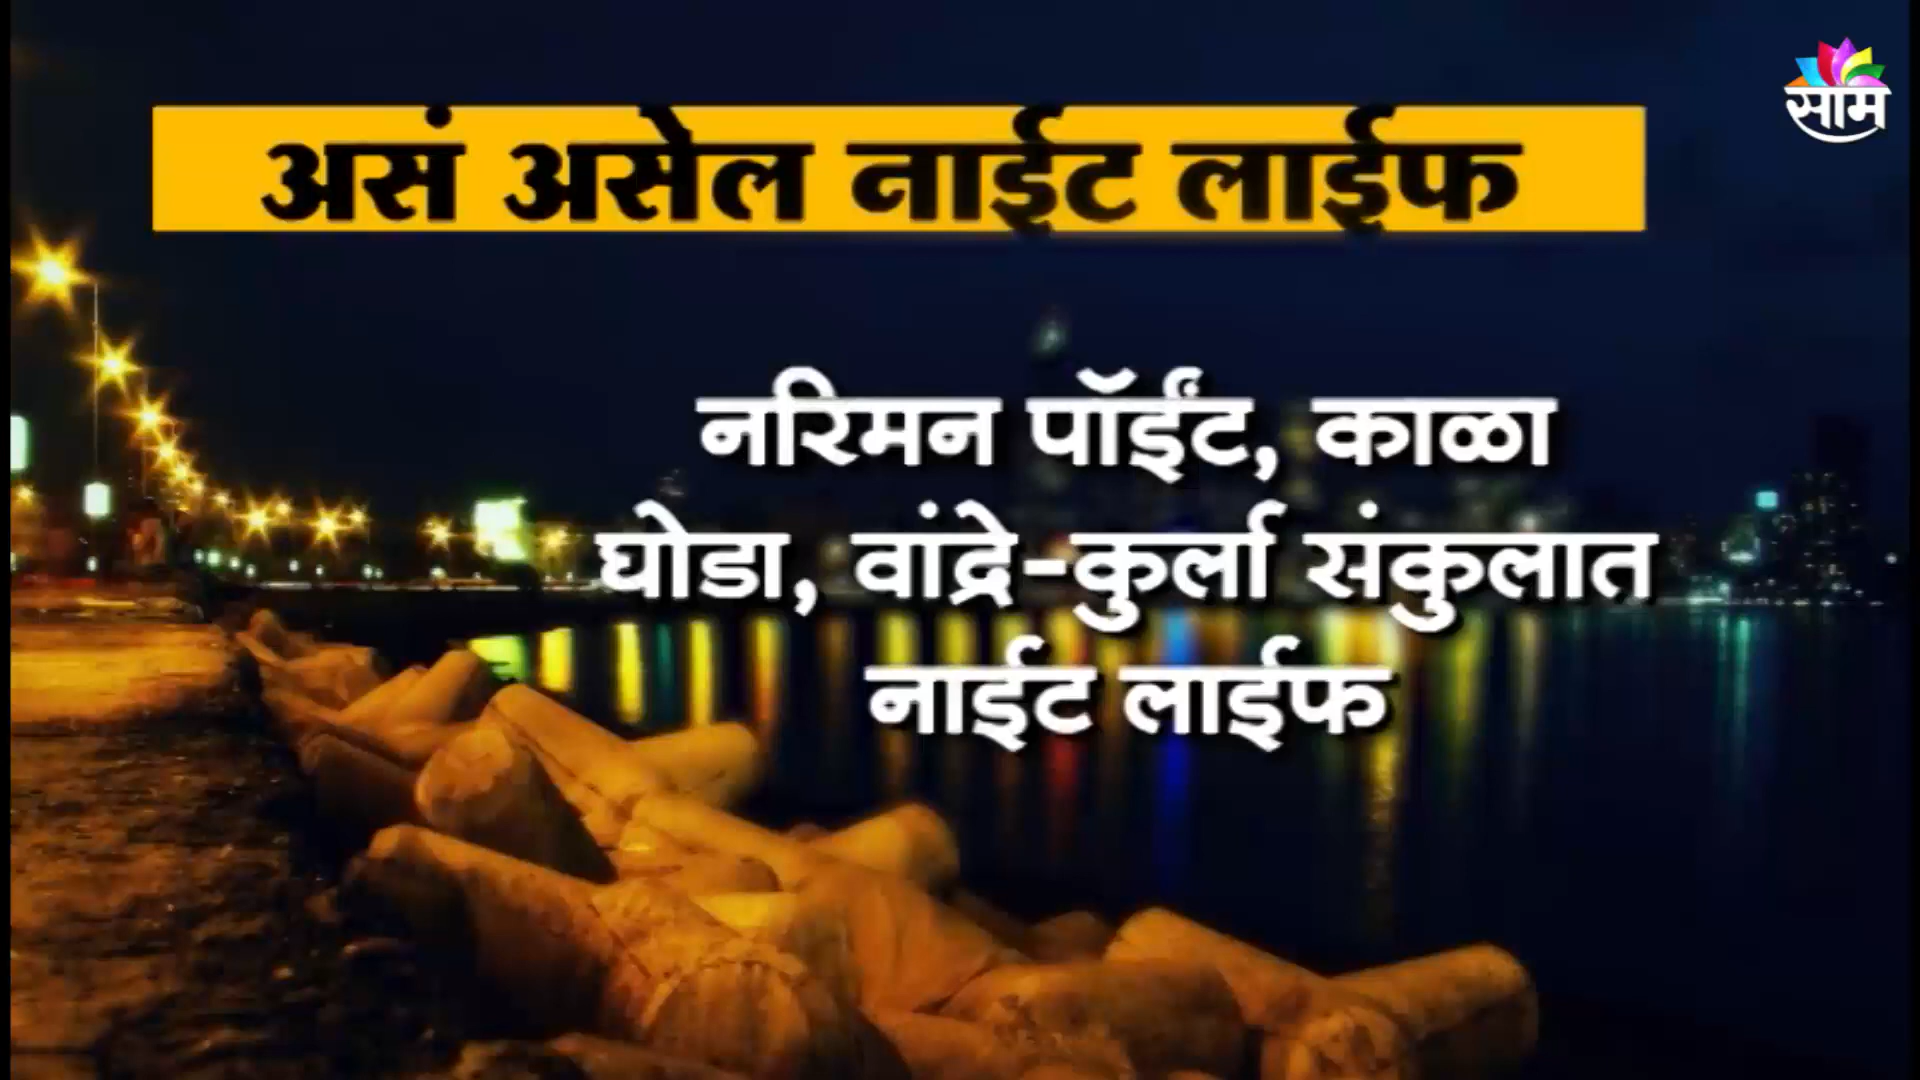 साम
असं असेल नाईट लाईफ
नरिमन पॉईंट, काळा
घोडा, वांद्रे-कुर्ला संकुलात
नाईट लाईफ